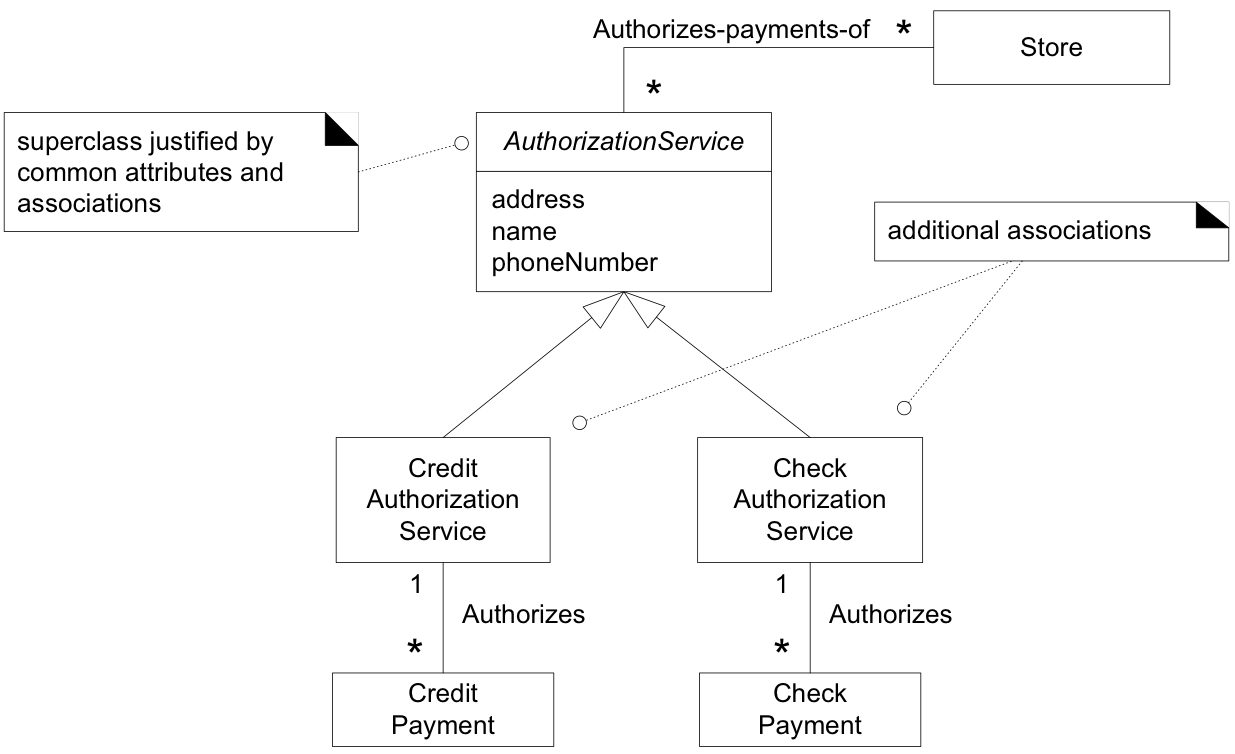 Authorizes-payments-of *
Store
*
superclass justified by
common attributes and
associations
AuthorizationService
address
name
phoneNumber
additional associations
Credit
Authorization
Service
Check
Authorization
Service
1
Authorizes
*
1
Authorizes
*
Credit
Payment
Check
Payment